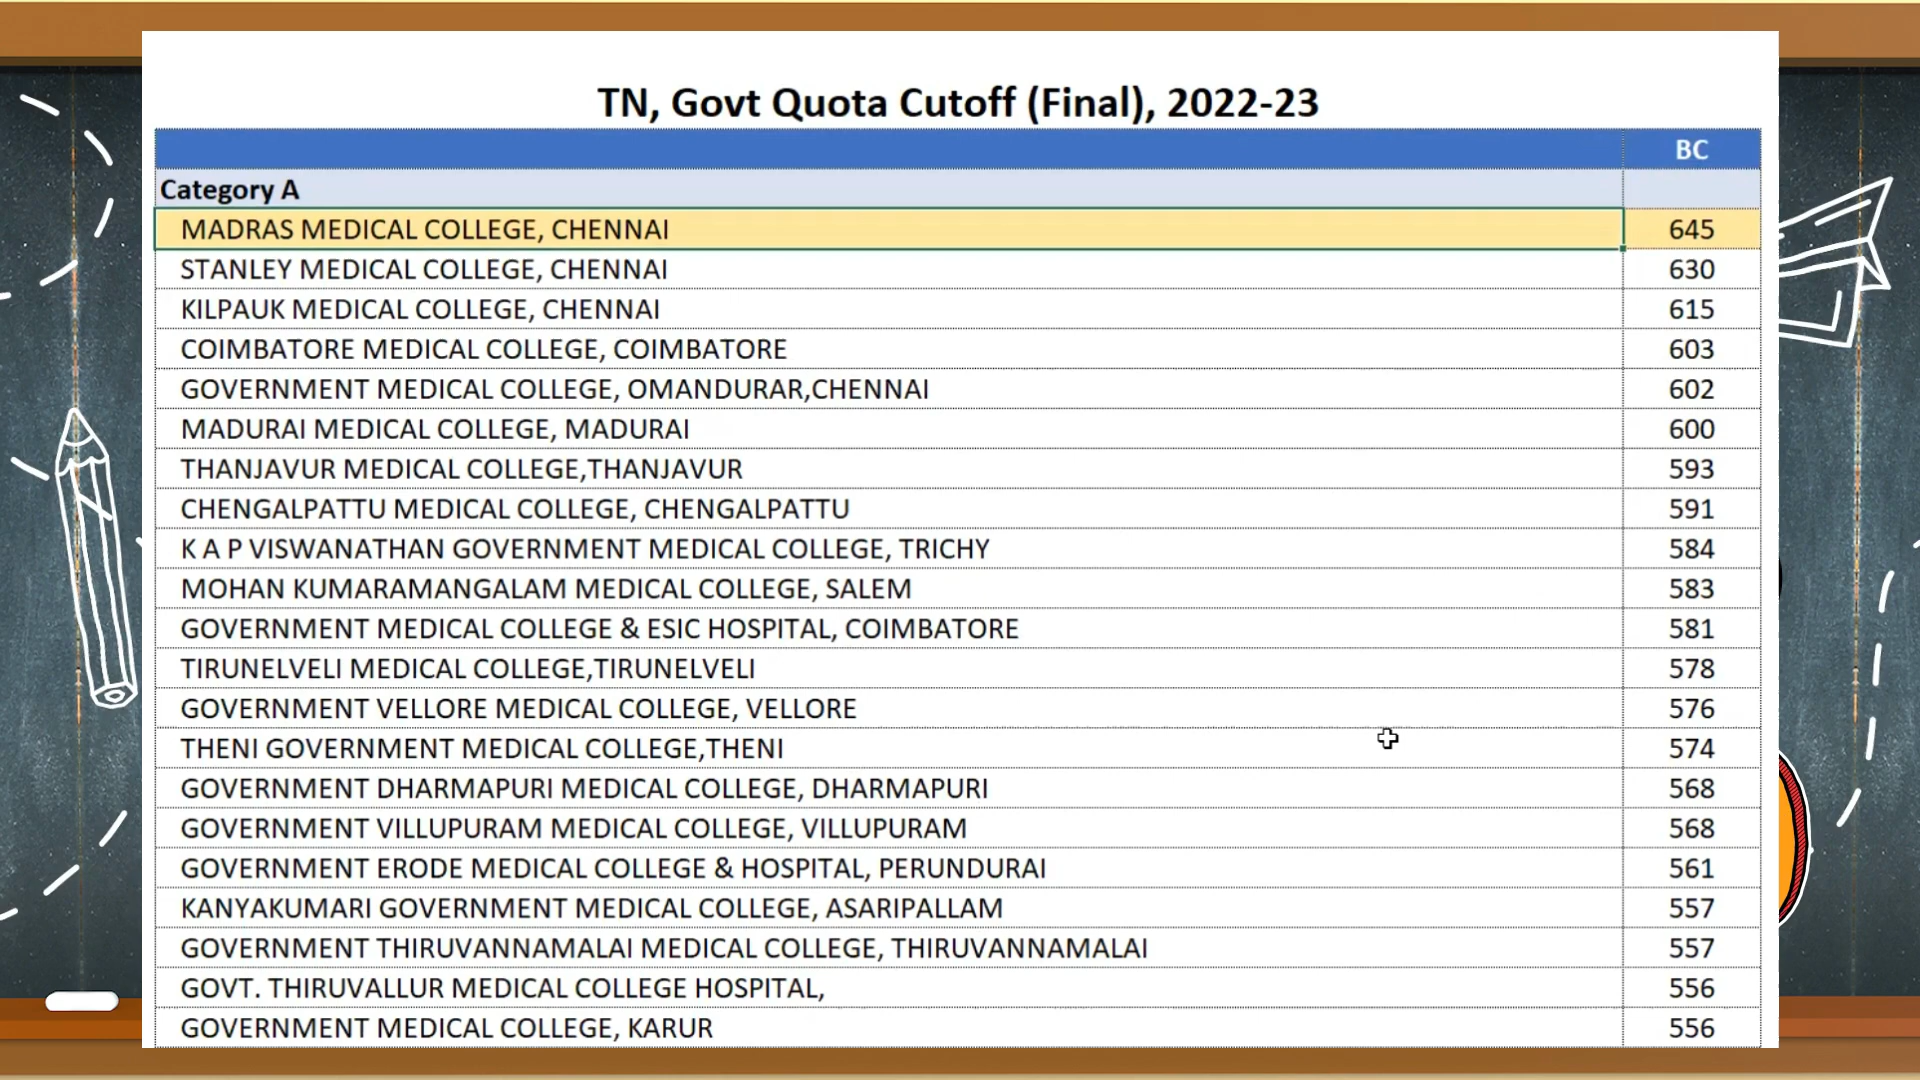 TN, Govt Quota Cutoff (Final), 2022-23
BC
Category A
MADRAS MEDICAL COLLEGE, CHENNAI 645
STANLEY MEDICAL COLLEGE, CHENNAI 630
KILPAUK MEDICAL COLLEGE, CHENNAI 615
COIMBATORE MEDICAL COLLEGE, COIMBATORE 603
GOVERNMENT MEDICAL COLLEGE, OMANDURAR,CHENNAI 602
MADURAI MEDICAL COLLEGE, MADURAI 600
THANJAVUR MEDICAL COLLEGE,THANJAVUR 593
CHENGALPATTU MEDICAL COLLEGE, CHENGALPATTU 591
K A P VISWANATHAN GOVERNMENT MEDICAL COLLEGE, TRICHY 584
MOHAN KUMARAMANGALAM MEDICAL COLLEGE, SALEM 583
GOVERNMENT MEDICAL COLLEGE & ESIC HOSPITAL, COIMBATORE 581
TIRUNELVELI MEDICAL COLLEGE,TIRUNELVELI 578
GOVERNMENT VELLORE MEDICAL COLLEGE, VELLORE 576
THENI GOVERNMENT MEDICAL COLLEGE,THENI 574
GOVERNMENT DHARMAPURI MEDICAL COLLEGE, DHARMAPURI 568
GOVERNMENT VILLUPURAM MEDICAL COLLEGE, VILLUPURAM 568
GOVERNMENT ERODE MEDICAL COLLEGE & HOSPITAL, PERUNDURAI 561
KANYAKUMARI GOVERNMENT MEDICAL COLLEGE, ASARIPALLAM 557
GOVERNMENT THIRUVANNAMALAI MEDICAL COLLEGE, THIRUVANNAMALAI 557
GOVT. THIRUVALLUR MEDICAL COLLEGE HOSPITAL, 556
GOVERNMENT MEDICAL COLLEGE, KARUR 556